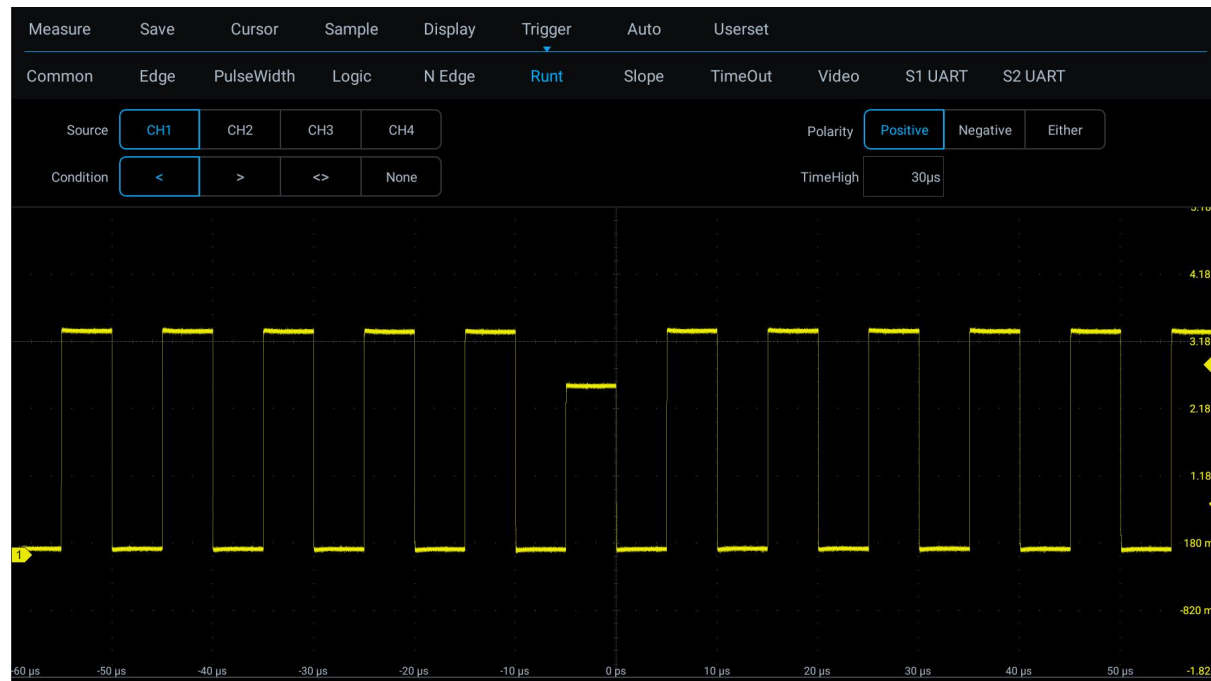 Measure Save Cursor Sample Display Trigger Auto Userset
Common Edge PulseWidth Logic N Edge Runt Slope TimeOut Video S1 UART S2 UART
Source CH1 CH2 CH3 CH4 Polarity Positive Negative Either
Condition < > <> None TimeHigh 30µs
4.18
3.18
2.18
1.18
1 180 m
-820 m
-60 µs -50 µs -40 µs -30 µs -20 µs -10 µs 0 ps 10 µs 20 µs 30 µs 40 µs 50 µs -1.82